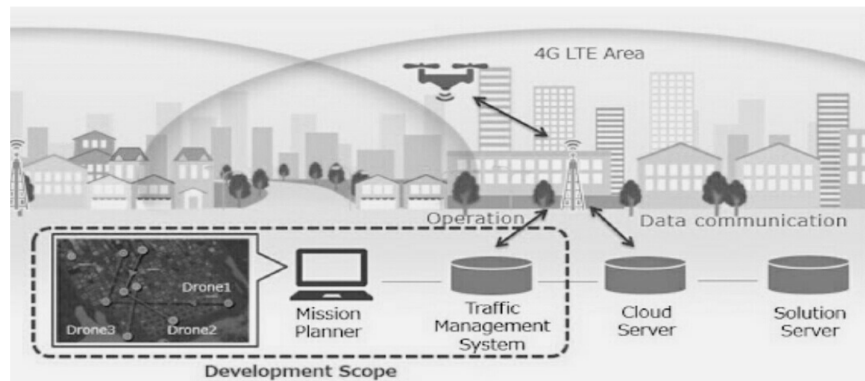 4G LTE Area
Operation
Data communication
Drone1
Drone3
Drone2
Mission
Planner
Traffic
Management
System
Cloud
Server
Solution
Server
Development Scope